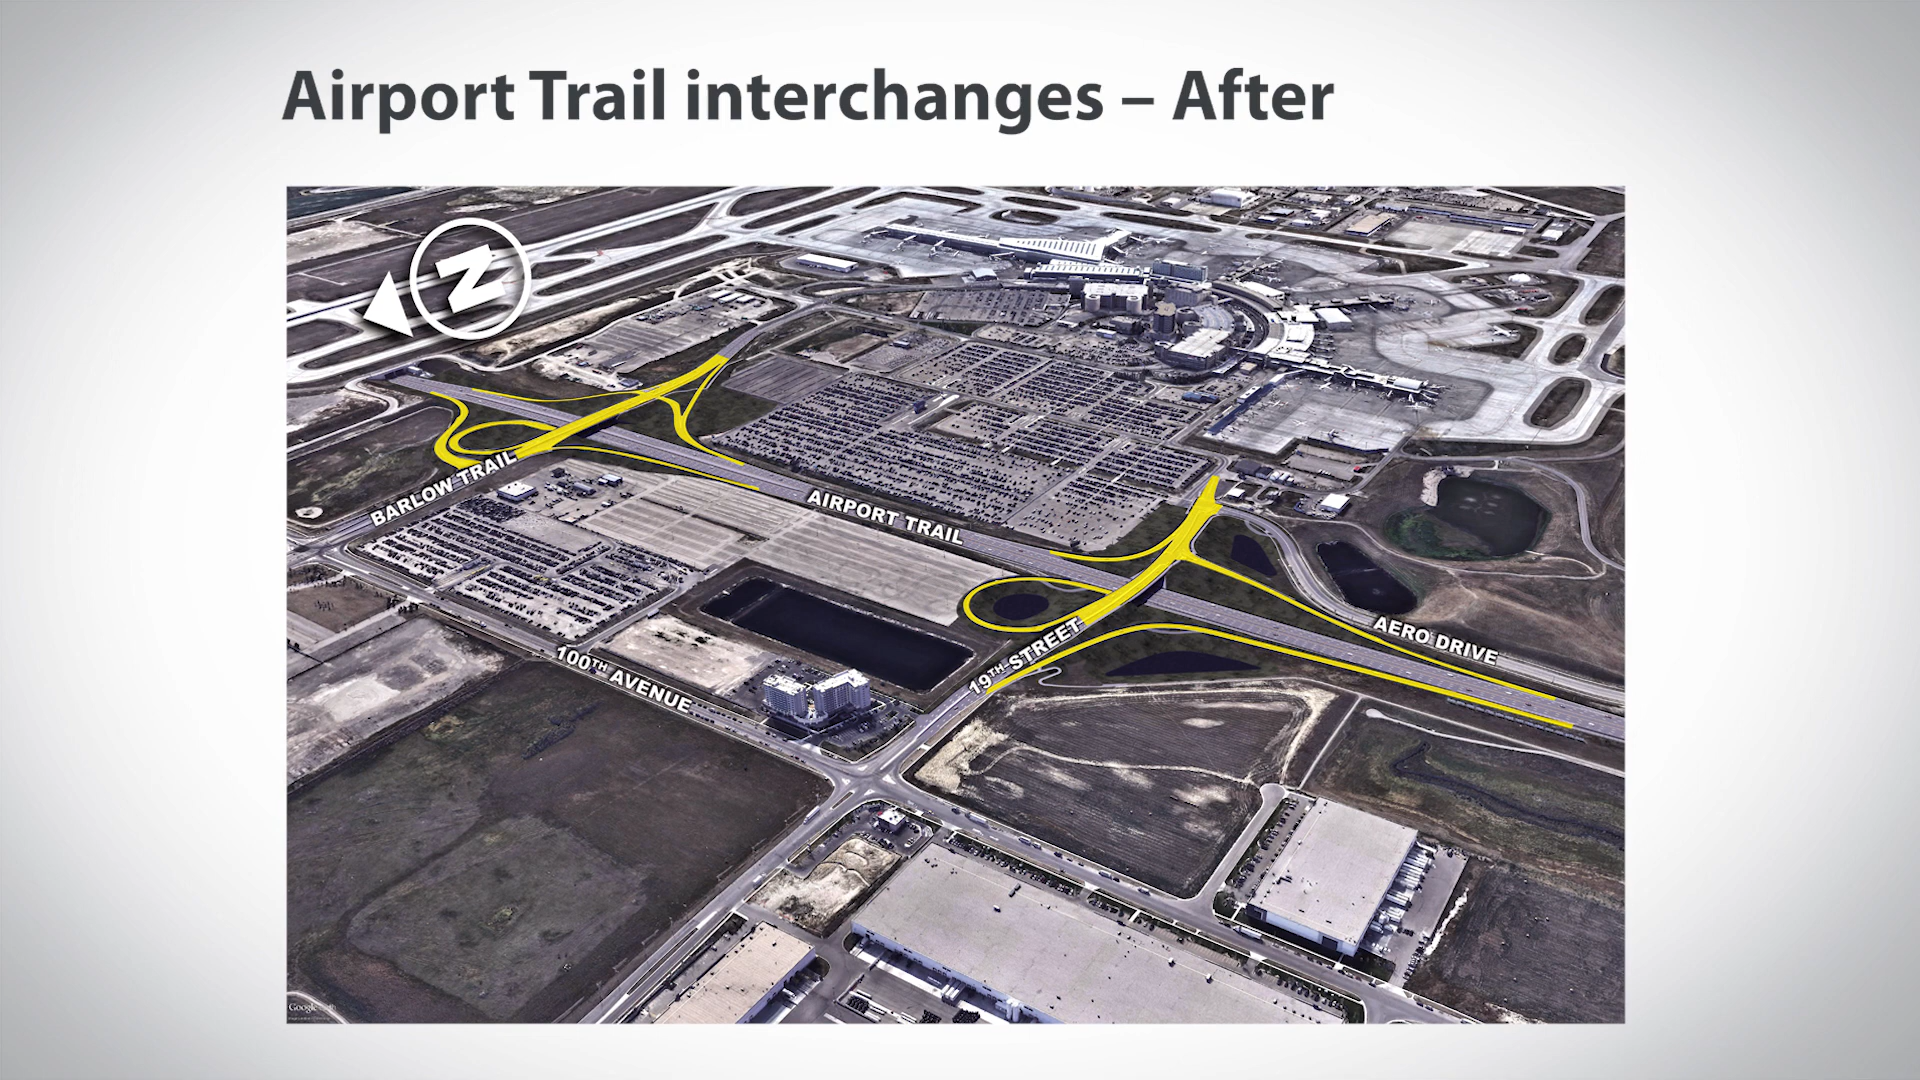 Airport Trail interchanges – After
N
BARLOW TRAIL
AIRPORT TRAIL
AERO DRIVE
19TH STREET
100TH AVENUE
Google